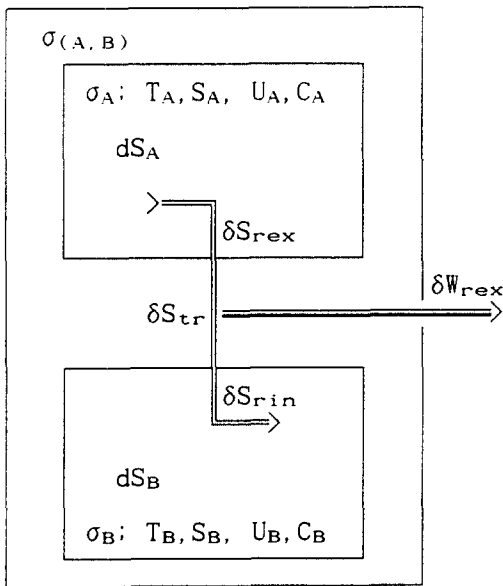 σ(A,B)
σA; TA,SA, UA,CA
dSA
δSrex
δWrex
δStr
δSrin
dSB
σB; TB,SB, UB,CB